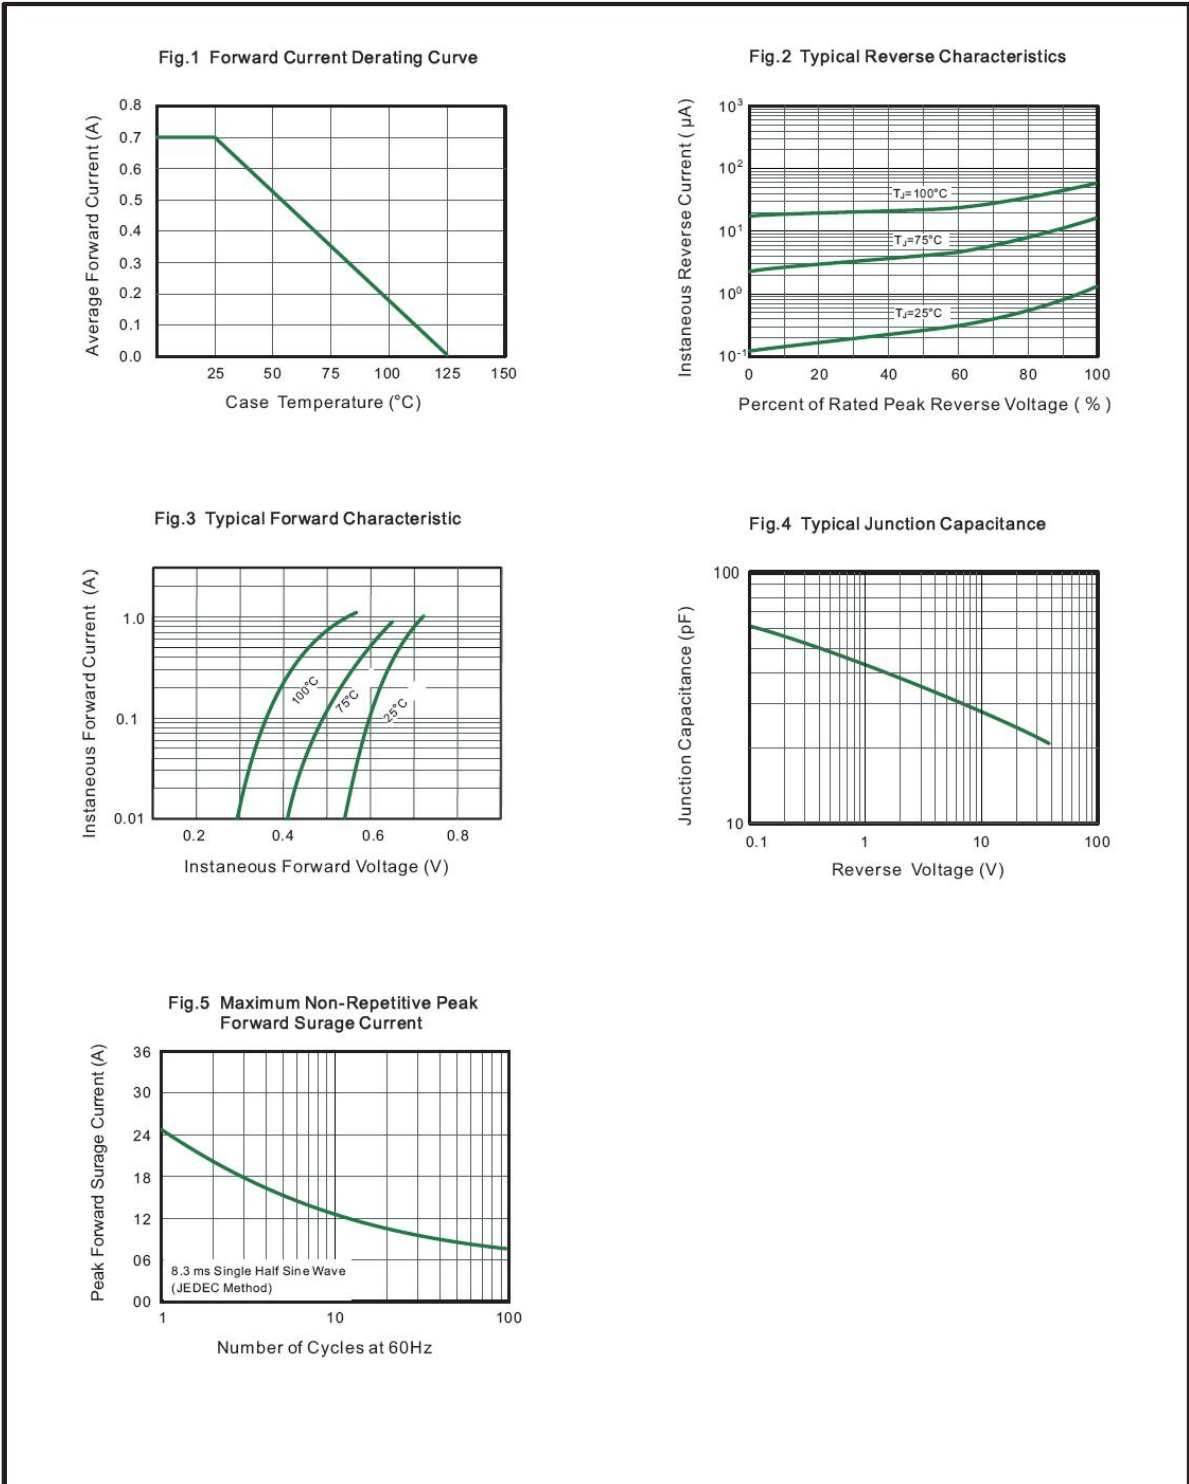 Fig.1 Forward Current Derating Curve
Average Forward Current (A)
0.8
0.7
0.6
0.5
0.4
0.3
0.2
0.1
0.0
25 50 75 100 125 150
Case Temperature (°C)
Fig.2 Typical Reverse Characteristics
Instaneous Reverse Current ( μA)
10³
10²
10¹
10⁰
10⁻¹
TJ=100°C
TJ=75°C
TJ=25°C
0 20 40 60 80 100
Percent of Rated Peak Reverse Voltage ( % )
Fig.3 Typical Forward Characteristic
Instaneous Forward Current (A)
1.0
0.1
0.01
100°C
75°C
25°C
0.2 0.4 0.6 0.8
Instaneous Forward Voltage (V)
Fig.4 Typical Junction Capacitance
Junction Capacitance (pF)
100
10
0.1 1 10 100
Reverse Voltage (V)
Fig.5 Maximum Non-Repetitive Peak
Forward Surage Current
Peak Forward Surage Current (A)
36
30
24
18
12
06
00
8.3 ms Single Half Sine Wave
(JEDEC Method)
1 10 100
Number of Cycles at 60Hz